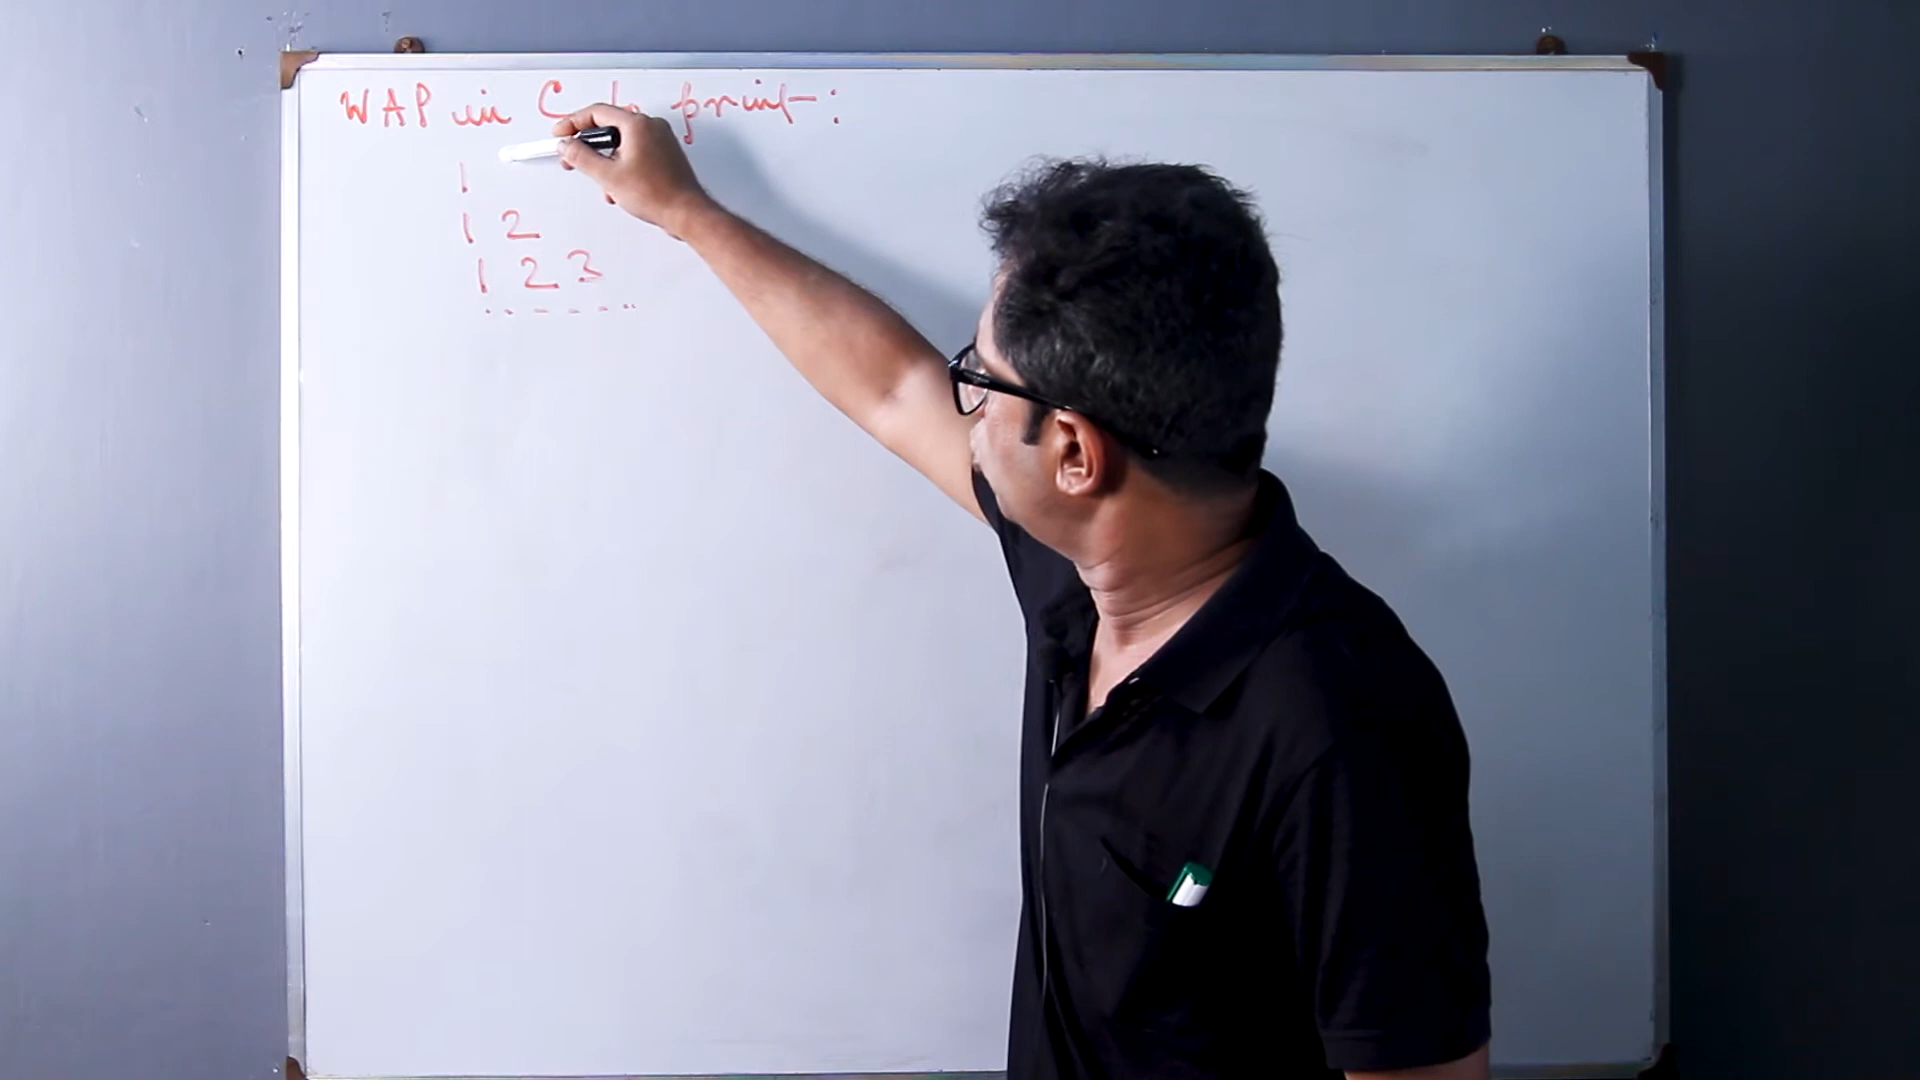 WAP in C to print:
1
1 2
1 2 3
. . - - - ..